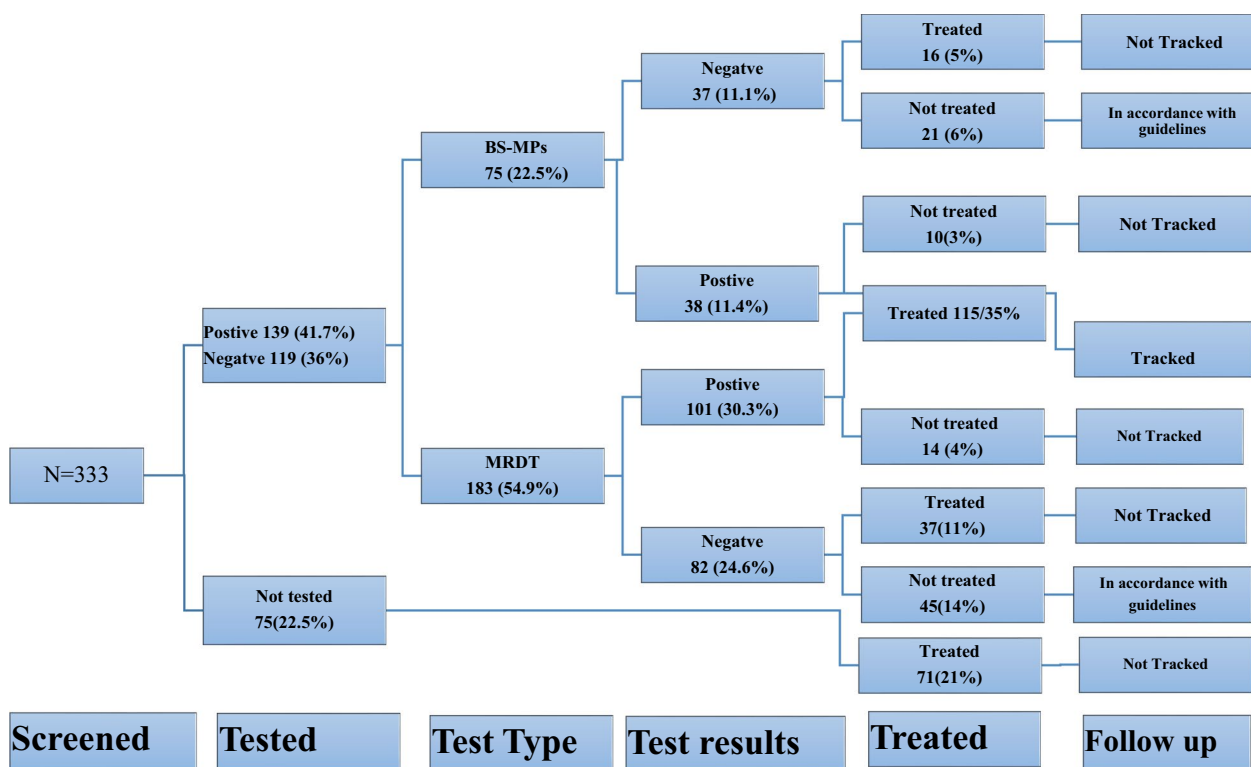 N=333
Postive 139 (41.7%)
Negatve 119 (36%)
Not tested
75(22.5%)
BS-MPs
75 (22.5%)
MRDT
183 (54.9%)
Negatve
37 (11.1%)
Postive
38 (11.4%)
Postive
101 (30.3%)
Negatve
82 (24.6%)
Treated
16 (5%)
Not treated
21 (6%)
Not treated
10(3%)
Treated 115/35%
Not treated
14 (4%)
Treated
37(11%)
Not treated
45(14%)
Treated
71(21%)
Not Tracked
In accordance with
guidelines
Not Tracked
Tracked
Not Tracked
Not Tracked
In accordance with
guidelines
Not Tracked
Screened
Tested
Test Type
Test results
Treated
Follow up